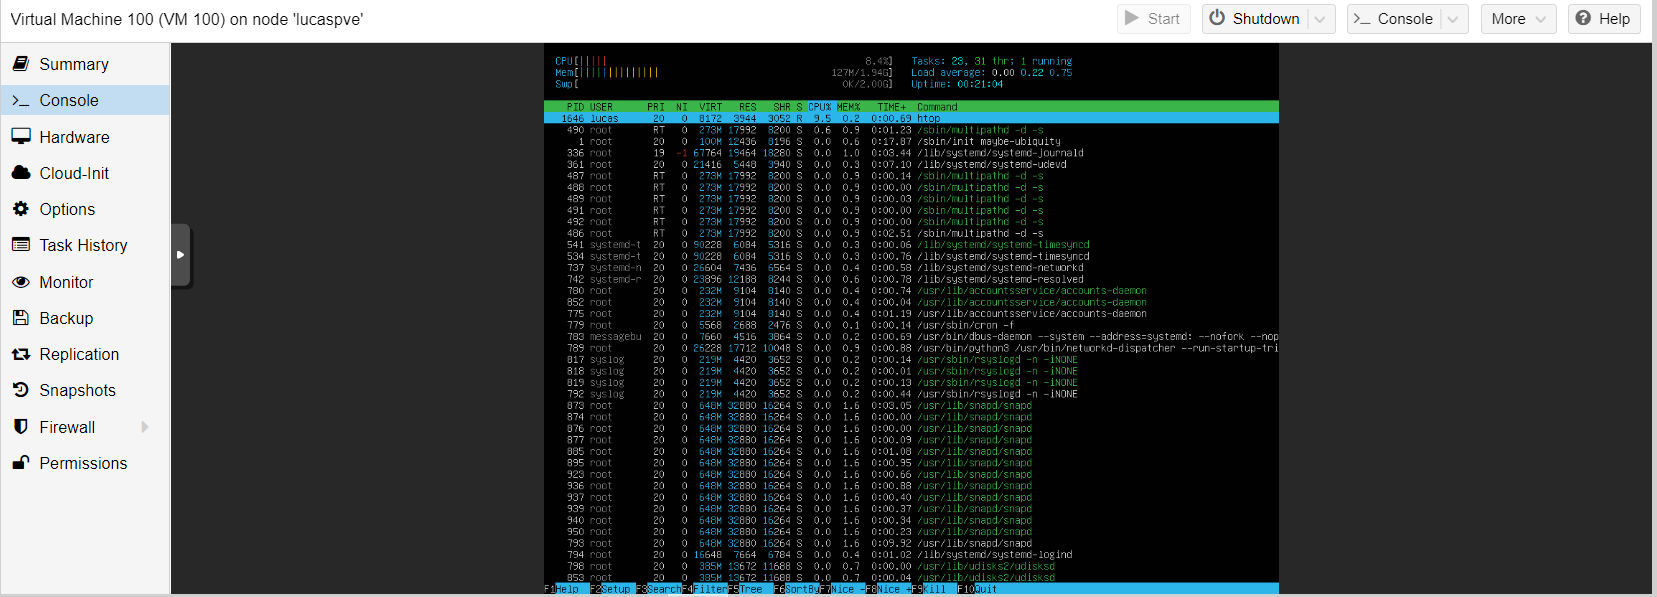 Virtual Machine 100 (VM 100) on node 'lucaspve'
Start
Shutdown
Console
More
Help
Summary
Console
Hardware
Cloud-Init
Options
Task History
Monitor
Backup
Replication
Snapshots
Firewall
Permissions
CPU[||||| 8.4%] Tasks: 23, 31 thr; 1 running
Mem[|||||||||||||| 127M/1.94G] Load average: 0.00 0.22 0.75
Swp[ 0K/2.00G] Uptime: 00:21:04
PID USER PRI NI VIRT RES SHR S CPU% MEM% TIME+ Command
1646 lucas 20 0 8172 3944 3052 R 9.5 0.2 0:00.69 htop
490 root RT 0 273M 17992 8200 S 0.6 0.9 0:01.23 /sbin/multipathd -d -s
1 root 20 0 100M 12436 8196 S 0.0 0.6 0:17.87 /sbin/init maybe-ubiquity
336 root 19 -1 67764 19464 18280 S 0.0 1.0 0:03.44 /lib/systemd/systemd-journald
361 root 20 0 21416 5448 3940 S 0.0 0.3 0:07.10 /lib/systemd/systemd-udevd
487 root RT 0 273M 17992 8200 S 0.0 0.9 0:00.14 /sbin/multipathd -d -s
488 root RT 0 273M 17992 8200 S 0.0 0.9 0:00.00 /sbin/multipathd -d -s
489 root RT 0 273M 17992 8200 S 0.0 0.9 0:00.03 /sbin/multipathd -d -s
491 root RT 0 273M 17992 8200 S 0.0 0.9 0:00.00 /sbin/multipathd -d -s
492 root RT 0 273M 17992 8200 S 0.0 0.9 0:00.00 /sbin/multipathd -d -s
486 root RT 0 273M 17992 8200 S 0.0 0.9 0:02.51 /sbin/multipathd -d -s
541 systemd-t 20 0 90228 6084 5316 S 0.0 0.3 0:00.06 /lib/systemd/systemd-timesyncd
534 systemd-t 20 0 90228 6084 5316 S 0.0 0.3 0:00.76 /lib/systemd/systemd-timesyncd
737 systemd-n 20 0 26604 7436 6564 S 0.0 0.4 0:00.58 /lib/systemd/systemd-networkd
742 systemd-r 20 0 23896 12188 8244 S 0.0 0.6 0:00.78 /lib/systemd/systemd-resolved
780 root 20 0 232M 9104 8140 S 0.0 0.4 0:00.74 /usr/lib/accountsservice/accounts-daemon
852 root 20 0 232M 9104 8140 S 0.0 0.4 0:00.04 /usr/lib/accountsservice/accounts-daemon
775 root 20 0 232M 9104 8140 S 0.0 0.4 0:01.19 /usr/lib/accountsservice/accounts-daemon
779 root 20 0 5568 2688 2476 S 0.0 0.1 0:00.14 /usr/sbin/cron -f
783 messagebu 20 0 7660 4516 3864 S 0.0 0.2 0:00.69 /usr/bin/dbus-daemon --system --address=systemd: --nofork --nop
789 root 20 0 26228 17712 10048 S 0.0 0.9 0:00.88 /usr/bin/python3 /usr/bin/networkd-dispatcher --run-startup-tri
817 syslog 20 0 219M 4420 3652 S 0.0 0.2 0:00.14 /usr/sbin/rsyslogd -n -iNONE
818 syslog 20 0 219M 4420 3652 S 0.0 0.2 0:00.01 /usr/sbin/rsyslogd -n -iNONE
819 syslog 20 0 219M 4420 3652 S 0.0 0.2 0:00.13 /usr/sbin/rsyslogd -n -iNONE
792 syslog 20 0 219M 4420 3652 S 0.0 0.2 0:00.44 /usr/sbin/rsyslogd -n -iNONE
873 root 20 0 648M 32880 16264 S 0.0 1.6 0:03.05 /usr/lib/snapd/snapd
874 root 20 0 648M 32880 16264 S 0.0 1.6 0:00.00 /usr/lib/snapd/snapd
876 root 20 0 648M 32880 16264 S 0.0 1.6 0:00.00 /usr/lib/snapd/snapd
877 root 20 0 648M 32880 16264 S 0.0 1.6 0:00.09 /usr/lib/snapd/snapd
885 root 20 0 648M 32880 16264 S 0.0 1.6 0:01.08 /usr/lib/snapd/snapd
895 root 20 0 648M 32880 16264 S 0.0 1.6 0:00.95 /usr/lib/snapd/snapd
923 root 20 0 648M 32880 16264 S 0.0 1.6 0:00.66 /usr/lib/snapd/snapd
936 root 20 0 648M 32880 16264 S 0.0 1.6 0:00.88 /usr/lib/snapd/snapd
937 root 20 0 648M 32880 16264 S 0.0 1.6 0:00.40 /usr/lib/snapd/snapd
939 root 20 0 648M 32880 16264 S 0.0 1.6 0:00.37 /usr/lib/snapd/snapd
940 root 20 0 648M 32880 16264 S 0.0 1.6 0:00.34 /usr/lib/snapd/snapd
950 root 20 0 648M 32880 16264 S 0.0 1.6 0:00.23 /usr/lib/snapd/snapd
793 root 20 0 648M 32880 16264 S 0.0 1.6 0:09.92 /usr/lib/snapd/snapd
794 root 20 0 16648 7664 6784 S 0.0 0.4 0:01.02 /lib/systemd/systemd-logind
798 root 20 0 385M 13672 11688 S 0.0 0.7 0:00.00 /usr/lib/udisks2/udisksd
853 root 20 0 385M 13672 11688 S 0.0 0.7 0:00.04 /usr/lib/udisks2/udisksd
F1Help F2Setup F3SearchF4FilterF5Tree F6SortByF7Nice -F8Nice +F9Kill F10Quit